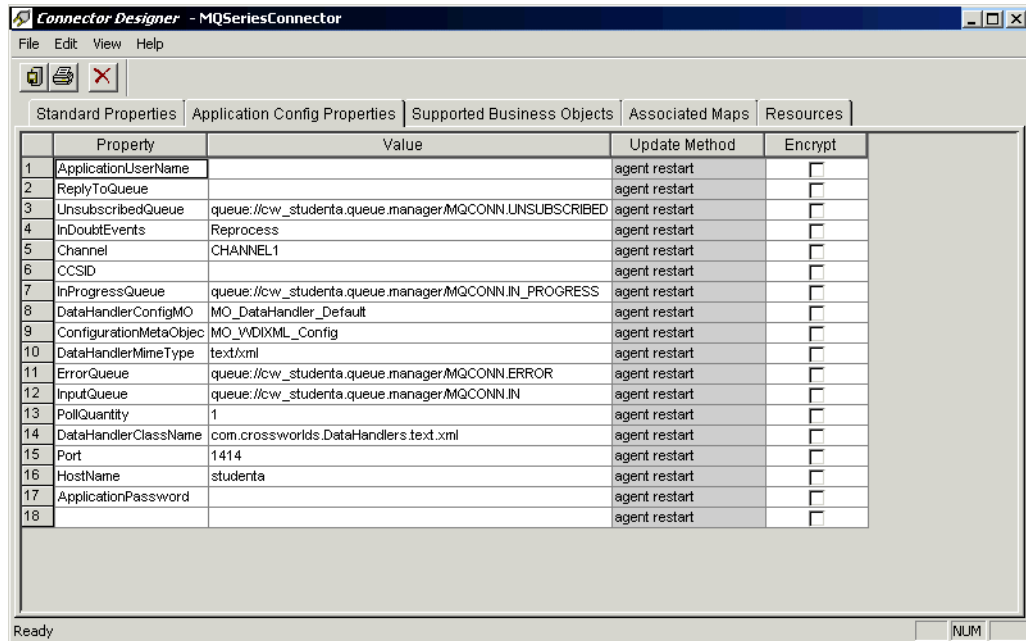 Connector Designer - MQSeriesConnector
File Edit View Help
Standard Properties Application Config Properties Supported Business Objects Associated Maps Resources
Property Value Update Method Encrypt
1 ApplicationUserName agent restart
2 ReplyToQueue agent restart
3 UnsubscribedQueue queue://cw_studenta.queue.manager/MQCONN.UNSUBSCRIBED agent restart
4 InDoubtEvents Reprocess agent restart
5 Channel CHANNEL1 agent restart
6 CCSID agent restart
7 InProgressQueue queue://cw_studenta.queue.manager/MQCONN.IN_PROGRESS agent restart
8 DataHandlerConfigMO MO_DataHandler_Default agent restart
9 ConfigurationMetaObjec MO_WDIXML_Config agent restart
10 DataHandlerMimeType text/xml agent restart
11 ErrorQueue queue://cw_studenta.queue.manager/MQCONN.ERROR agent restart
12 InputQueue queue://cw_studenta.queue.manager/MQCONN.IN agent restart
13 PollQuantity 1 agent restart
14 DataHandlerClassName com.crossworlds.DataHandlers.text.xml agent restart
15 Port 1414 agent restart
16 HostName studenta agent restart
17 ApplicationPassword agent restart
18 agent restart
Ready NUM